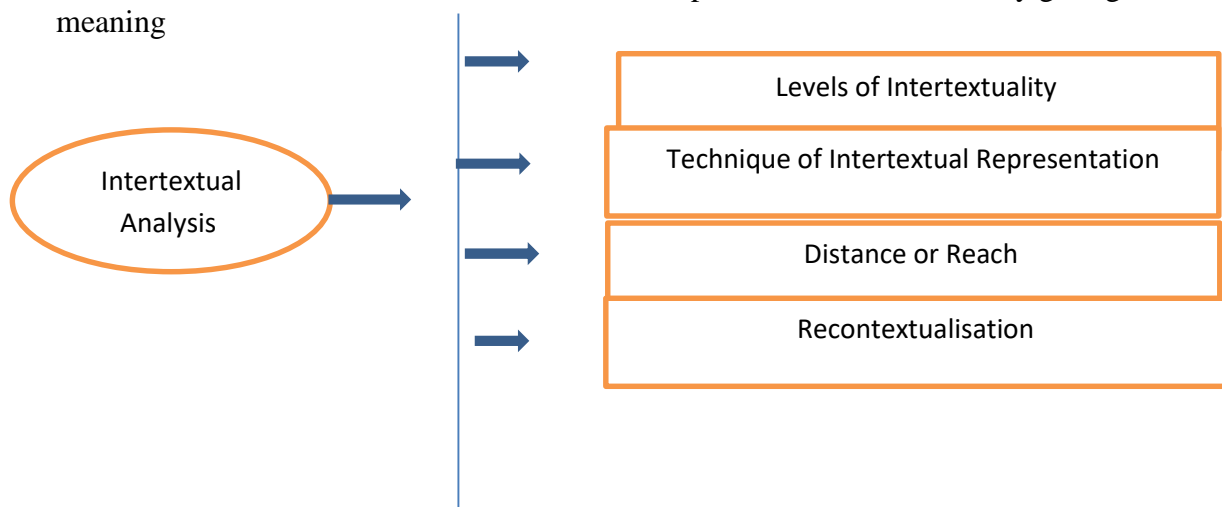 meaning
Levels of Intertextuality
Technique of Intertextual Representation
Intertextual
Analysis
Distance or Reach
Recontextualisation